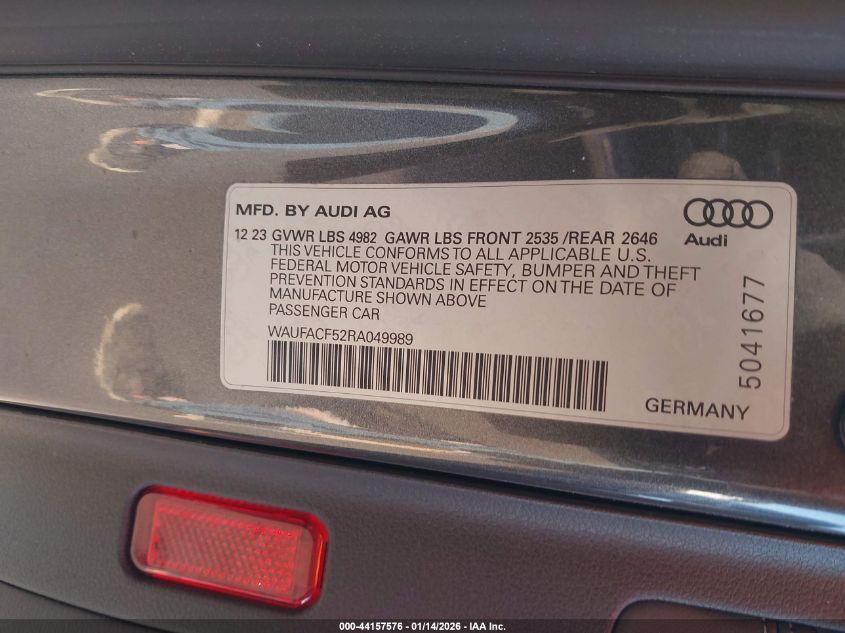 MFD. BY AUDI AG
12 23 GVWR LBS 4982 GAWR LBS FRONT 2535 /REAR 2646
THIS VEHICLE CONFORMS TO ALL APPLICABLE U.S.
FEDERAL MOTOR VEHICLE SAFETY, BUMPER AND THEFT
PREVENTION STANDARDS IN EFFECT ON THE DATE OF
MANUFACTURE SHOWN ABOVE
PASSENGER CAR
WAUFACF52RA049989
Audi
5041677
GERMANY
000-44157576 - 01/14/2026 - IAA Inc.